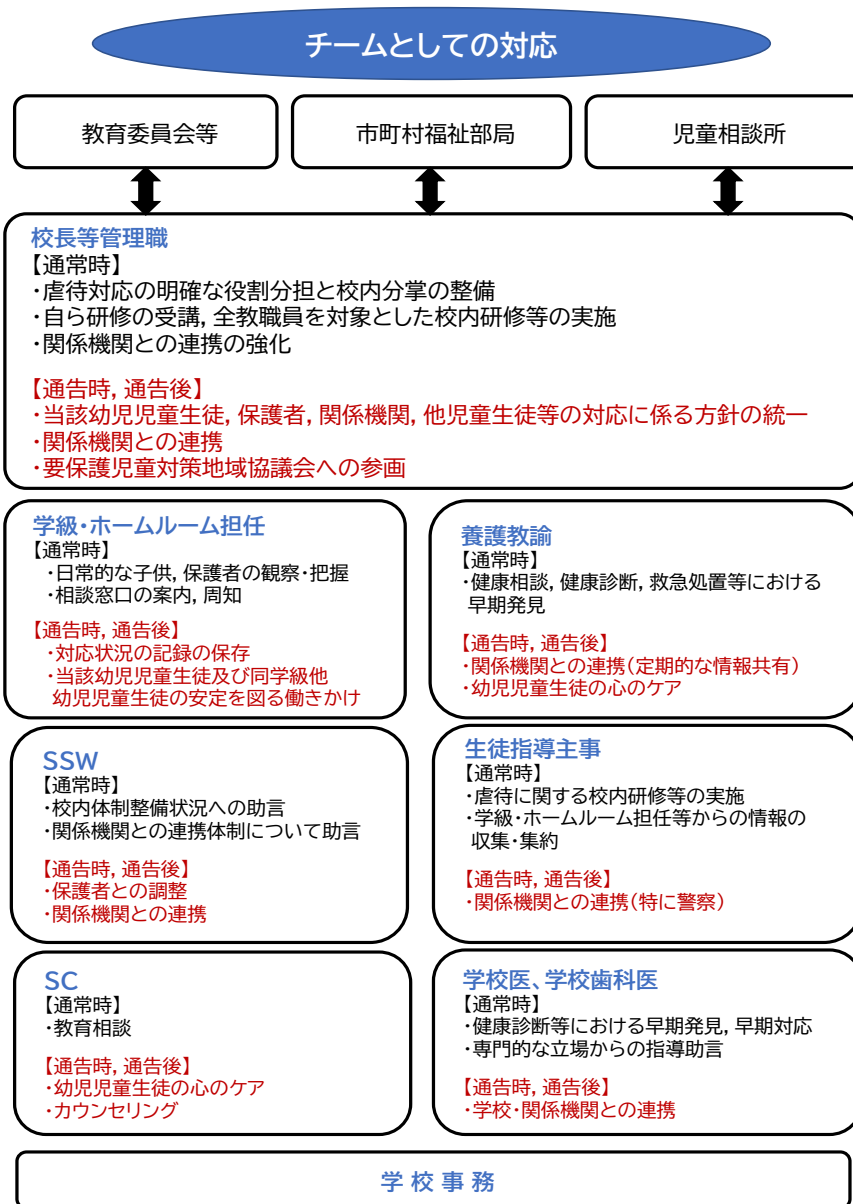 チームとしての対応
教育委員会等
市町村福祉部局
児童相談所
校長等管理職
【通常時】
・虐待対応の明確な役割分担と校内分掌の整備
・自ら研修の受講，全教職員を対象とした校内研修等の実施
・関係機関との連携の強化
【通告時，通告後】
・当該幼児児童生徒，保護者，関係機関，他児童生徒等の対応に係る方針の統一
・関係機関との連携
・要保護児童対策地域協議会への参画
学級・ホームルーム担任
【通常時】
・日常的な子供，保護者の観察・把握
・相談窓口の案内，周知
【通告時，通告後】
・対応状況の記録の保存
・当該幼児児童生徒及び同学級他
幼児児童生徒の安定を図る働きかけ
養護教諭
【通常時】
・健康相談，健康診断，救急処置等における
早期発見
【通告時，通告後】
・関係機関との連携（定期的な情報共有）
・幼児児童生徒の心のケア
SSW
【通常時】
・校内体制整備状況への助言
・関係機関との連携体制について助言
【通告時，通告後】
・保護者との調整
・関係機関との連携
生徒指導主事
【通常時】
・虐待に関する校内研修等の実施
・学級・ホームルーム担任等からの情報の
収集・集約
【通告時，通告後】
・関係機関との連携（特に警察）
SC
【通常時】
・教育相談
【通告時，通告後】
・幼児児童生徒の心のケア
・カウンセリング
学校医、学校歯科医
【通常時】
・健康診断等における早期発見，早期対応
・専門的な立場からの指導助言
【通告時，通告後】
・学校・関係機関との連携
学 校 事 務